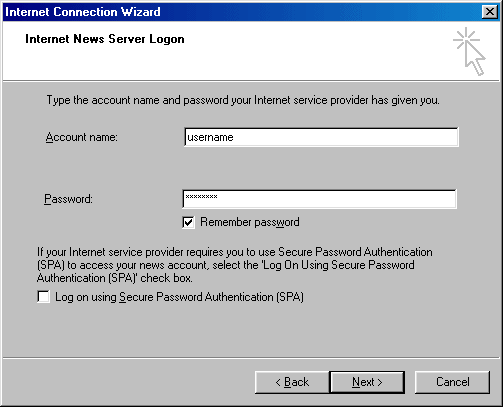 Internet Connection Wizard
Internet News Server Logon
Type the account name and password your Internet service provider has given you.
Account name:
username
Password:
********
Remember password
If your Internet service provider requires you to use Secure Password Authentication
(SPA) to access your news account, select the 'Log On Using Secure Password
Authentication (SPA)' check box.
Log on using Secure Password Authentication (SPA)
< Back
Next >
Cancel